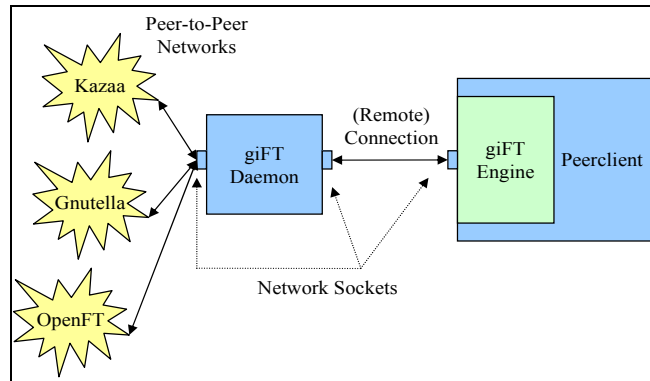 Peer-to-Peer
Networks
Kazaa
Gnutella
OpenFT
giFT
Daemon
(Remote)
Connection
giFT
Engine
Peerclient
Network Sockets